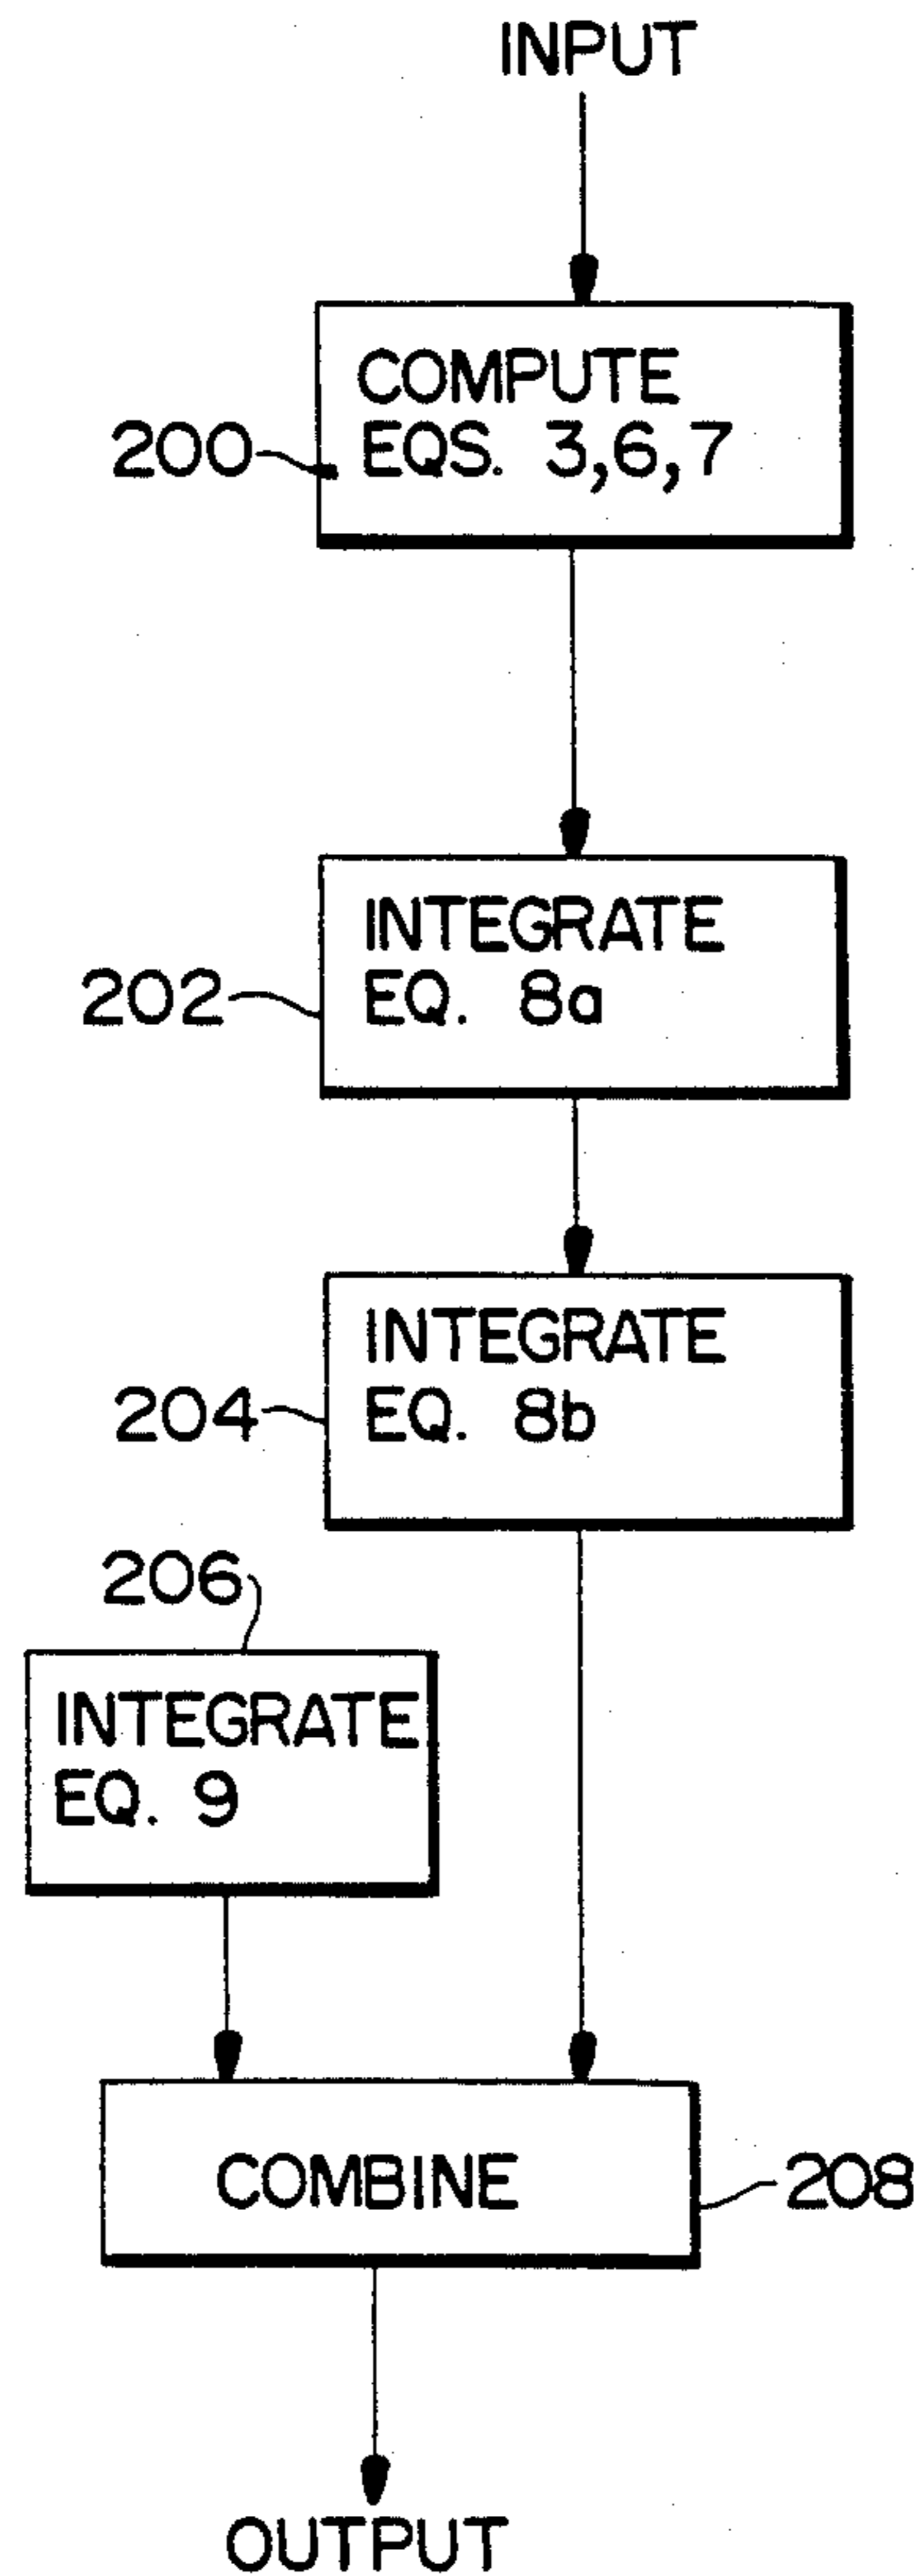 INPUT
COMPUTE
200 EQS. 3,6,7
INTEGRATE
202 EQ. 8a
INTEGRATE
204 EQ. 8b
206
INTEGRATE
EQ. 9
COMBINE 208
OUTPUT